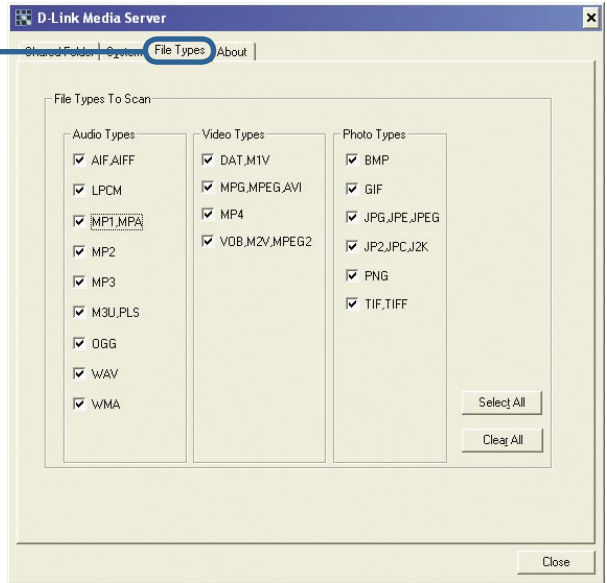 D-Link Media Server
Shared Folder System File Types About
File Types To Scan
Audio Types
AIF,AIFF
LPCM
MP1,MPA
MP2
MP3
M3U,PLS
OGG
WAV
WMA
Video Types
DAT,M1V
MPG,MPEG,AVI
MP4
VOB,M2V,MPEG2
Photo Types
BMP
GIF
JPG,JPE,JPEG
JP2,JPC,J2K
PNG
TIF,TIFF
Select All
Clear All
Close